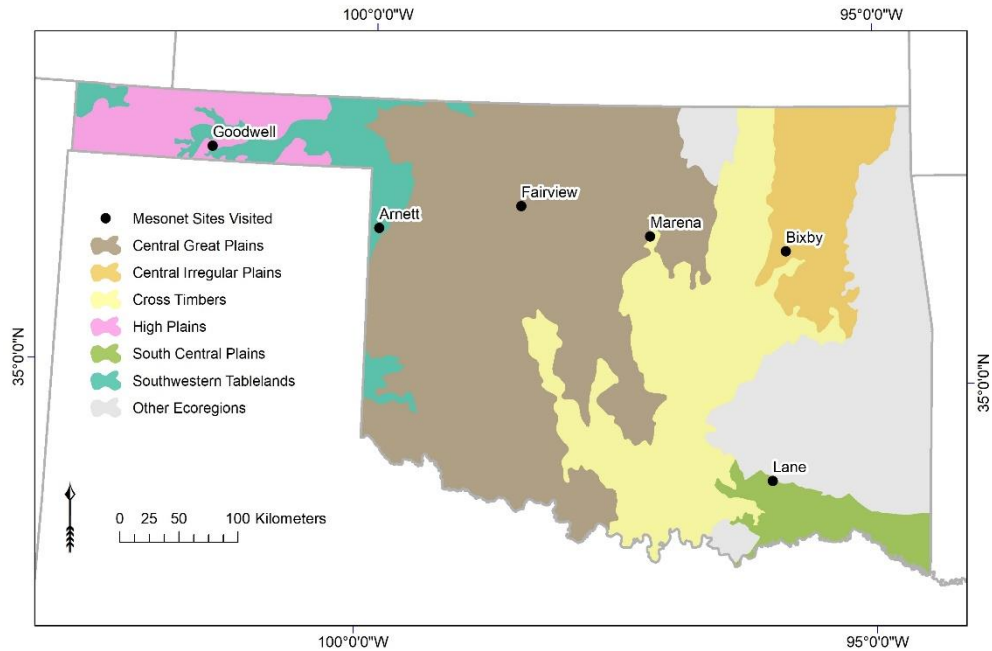 100°0'0"W
95°0'0"W
Goodwell
Arnett
Fairview
Marena
Bixby
Lane
Mesonet Sites Visited
Central Great Plains
Central Irregular Plains
Cross Timbers
High Plains
South Central Plains
Southwestern Tablelands
Other Ecoregions
0 25 50 100 Kilometers
35°0'0"N
35°0'0"N
100°0'0"W
95°0'0"W